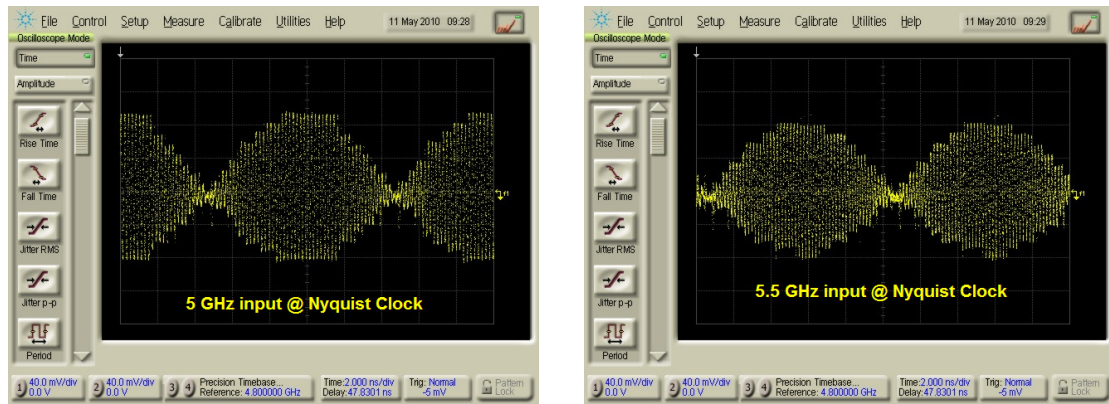 File Control Setup Measure Calibrate Utilities Help 11 May 2010 09:28
Oscilloscope Mode
Time
Amplitude
Rise Time
Fall Time
Jitter RMS
Jitter p-p
Period
5 GHz input @ Nyquist Clock
1) 40.0 mV/div 2) 40.0 mV/div 3) 4) Precision Timebase... Time:2.000 ns/div Trig: Normal Pattern
0.0 V 0.0 V Reference: 4.800000 GHz Delay:47.8301 ns -5 mV Lock
File Control Setup Measure Calibrate Utilities Help 11 May 2010 09:29
Oscilloscope Mode
Time
Amplitude
Rise Time
Fall Time
Jitter RMS
Jitter p-p
Period
5.5 GHz input @ Nyquist Clock
1) 40.0 mV/div 2) 40.0 mV/div 3) 4) Precision Timebase... Time:2.000 ns/div Trig: Normal Pattern
0.0 V 0.0 V Reference: 4.800000 GHz Delay:47.8301 ns -5 mV Lock